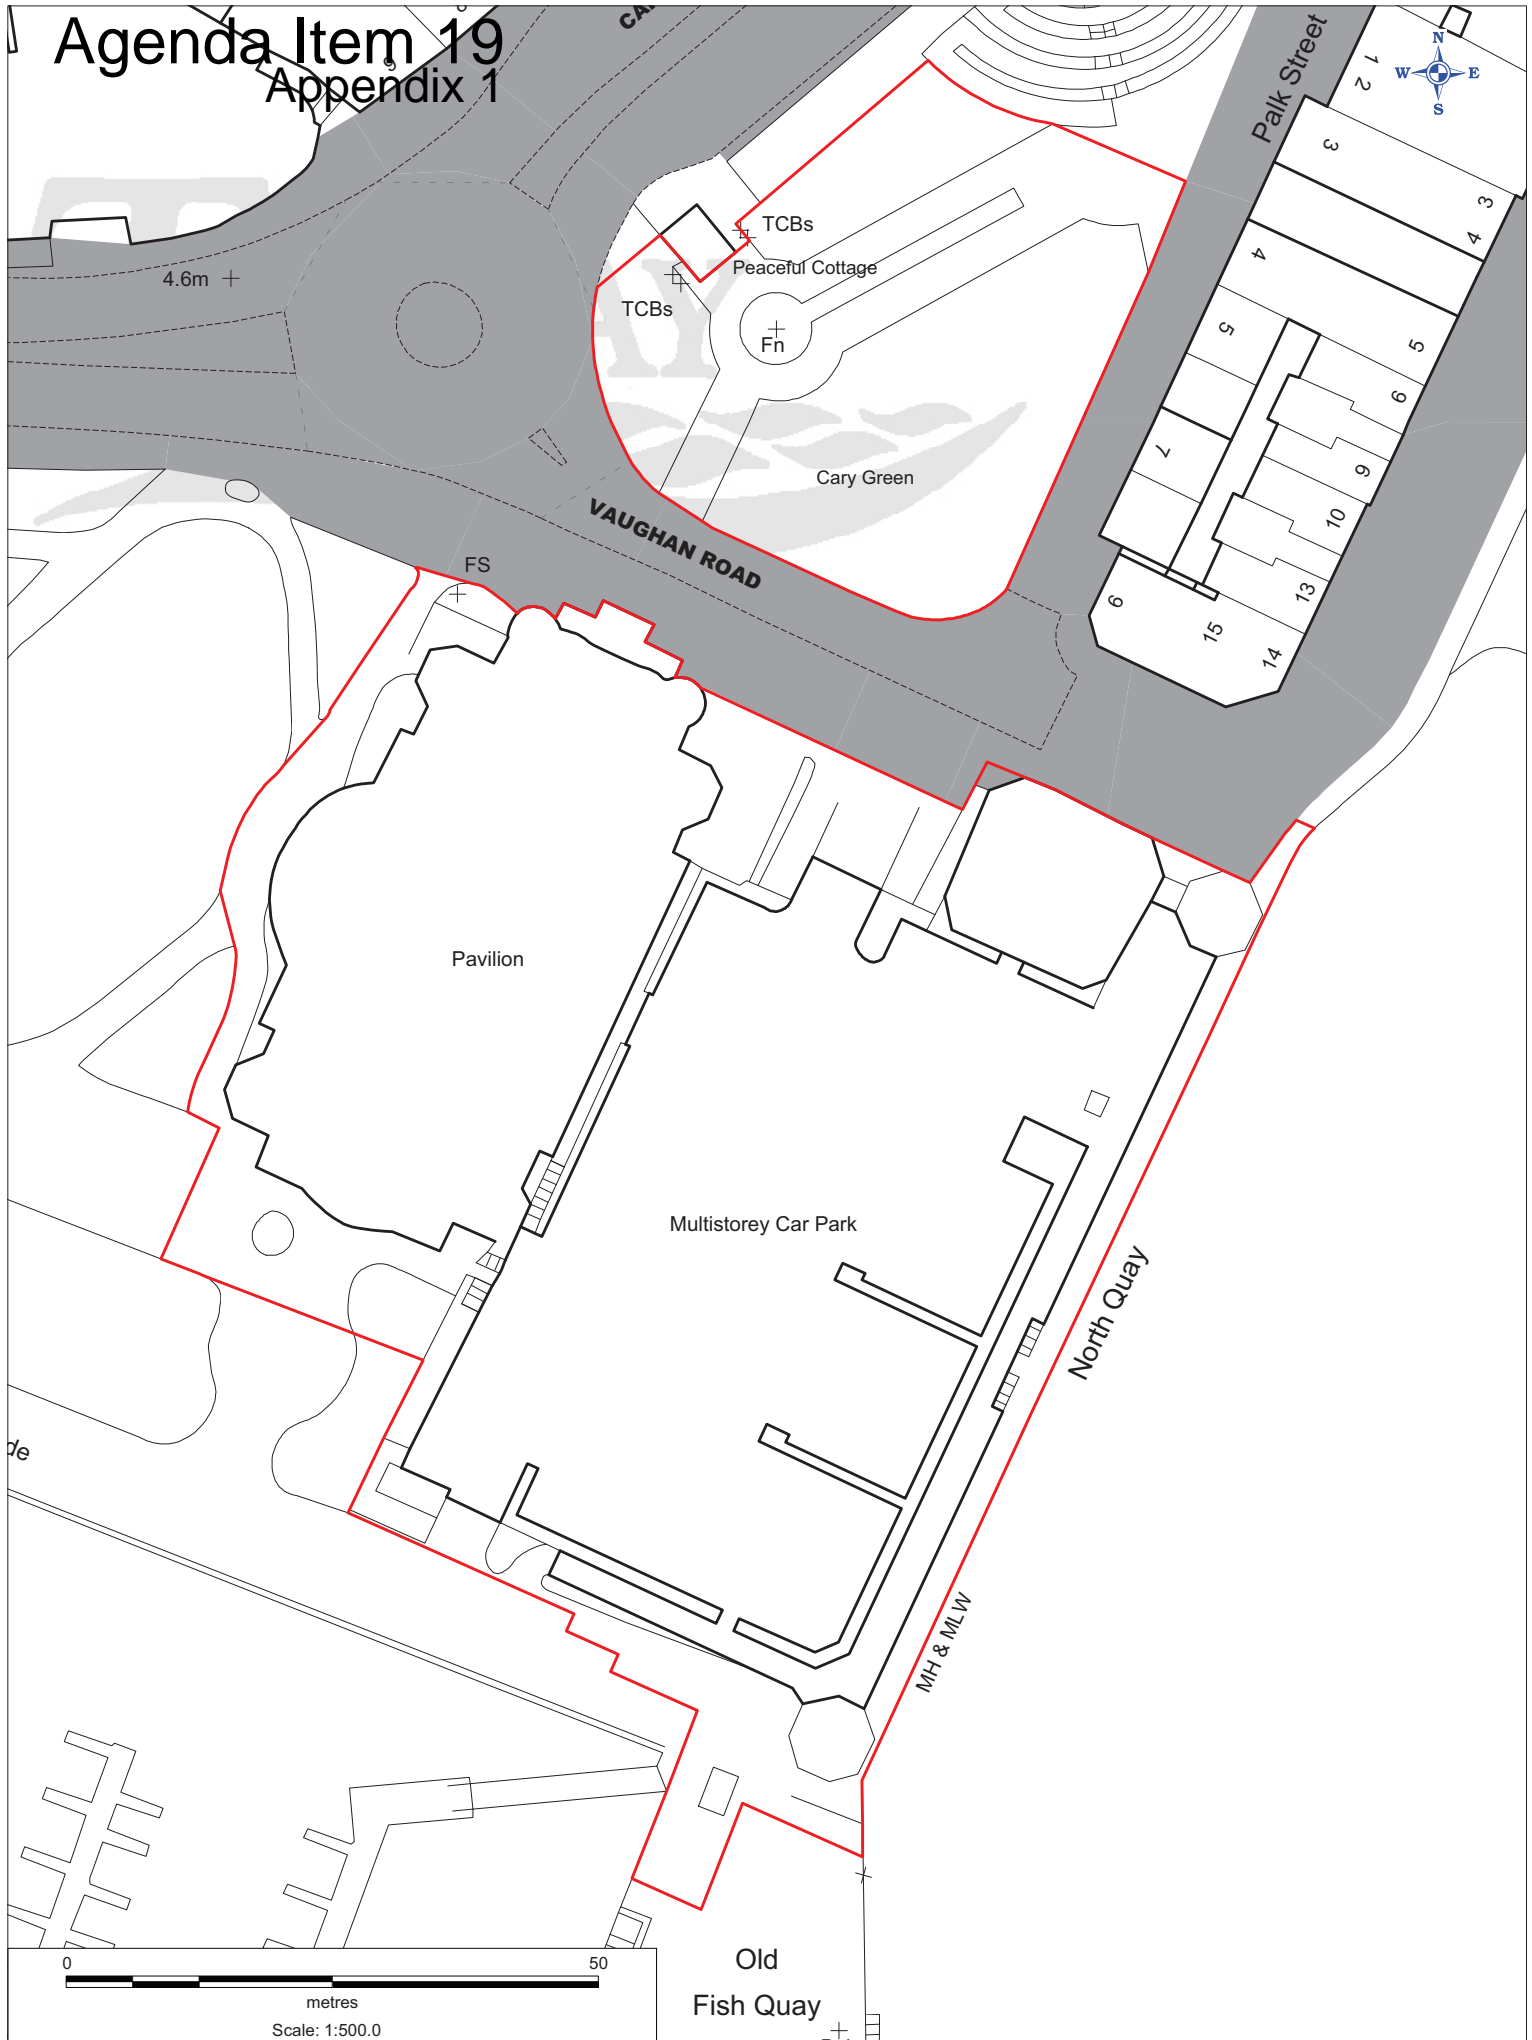 Agenda Item 19
Appendix 1
Palk Street
N
W E
S
1
2
3
3
4
4
5
5
9
7
9
10
13
6
15
14
TCBs
Peaceful Cottage
4.6m
TCBs
Fn
Cary Green
VAUGHAN ROAD
FS
Pavilion
Multistorey Car Park
North Quay
MH & MLW
de
Old
Fish Quay
0 50
metres
Scale: 1:500.0